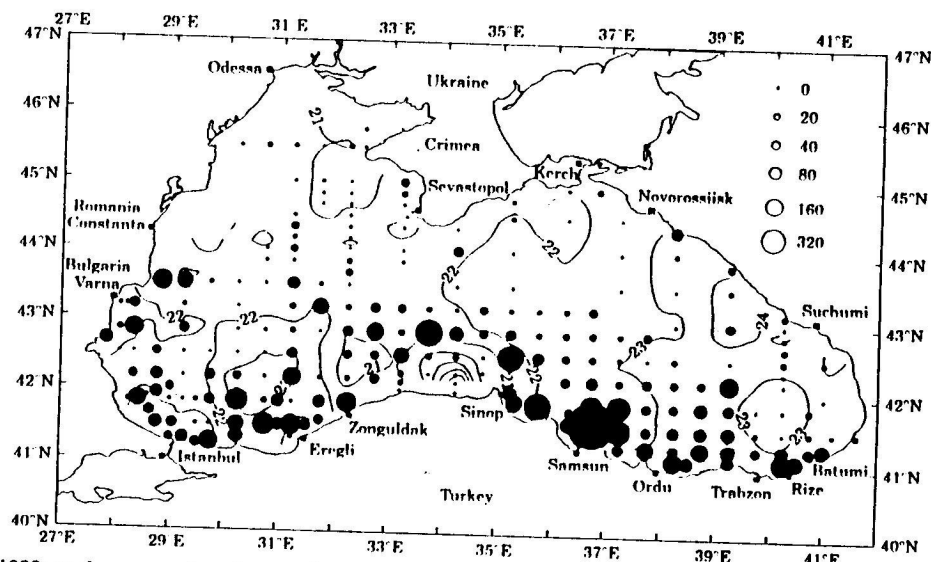 27°E 29°E 31°E 33°E 35°E 37°E 39°E 41°E
47°N 47°N
Odessa
Ukraine
0
46°N 46°N
20
21
Crimea
40
45°N 45°N
Kerch
80
Sevastopol
Novorossiisk
Romania
Constanta
160
44°N 44°N
22
320
Bulgaria
Varna
22
43°N 43°N
22 22
24
Suchumi
23
42°N 42°N
21
21
22
22
Sinop
23
23
22
Zonguldak
41°N 41°N
Istanbul
Eregli
Samsun
Ordu
Trabzon
Rize
Batumi
Turkey
40°N 40°N
27°E 29°E 31°E 33°E 35°E 37°E 39°E 41°E